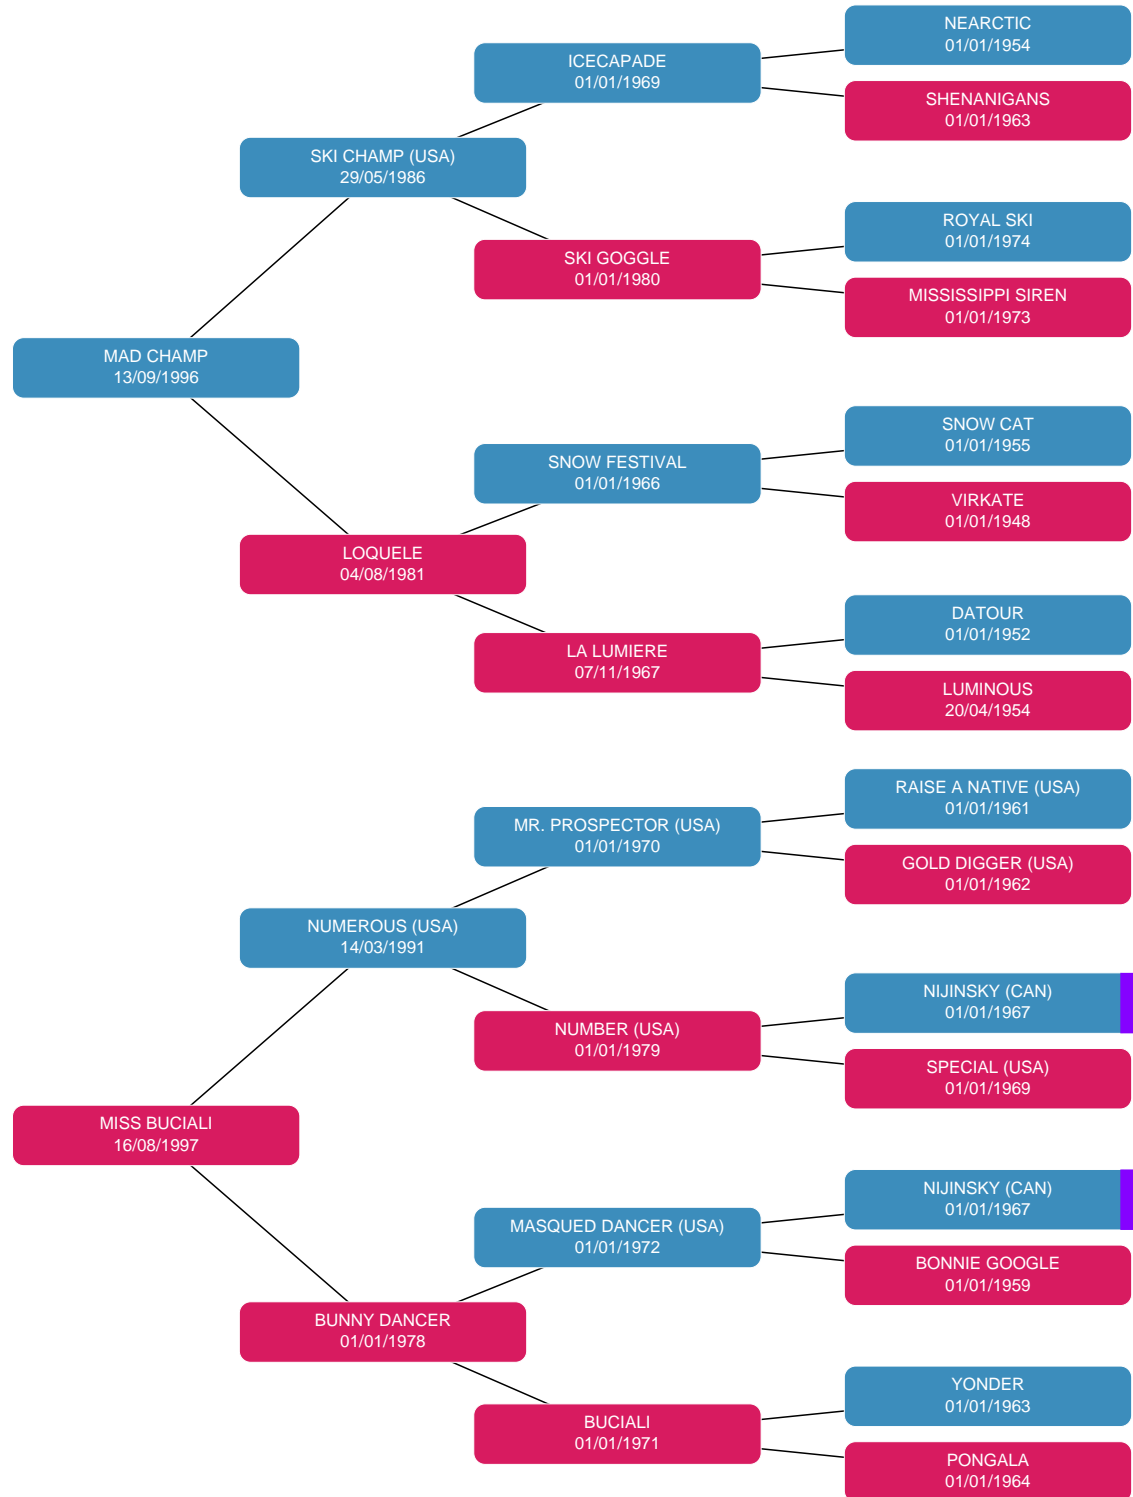 NEARCTIC
01/01/1954
ICECAPADE
01/01/1969
SHENANIGANS
01/01/1963
SKI CHAMP (USA)
29/05/1986
ROYAL SKI
01/01/1974
SKI GOGGLE
01/01/1980
MISSISSIPPI SIREN
01/01/1973
MAD CHAMP
13/09/1996
SNOW CAT
01/01/1955
SNOW FESTIVAL
01/01/1966
VIRKATE
01/01/1948
LOQUELE
04/08/1981
DATOUR
01/01/1952
LA LUMIERE
07/11/1967
LUMINOUS
20/04/1954
RAISE A NATIVE (USA)
01/01/1961
MR. PROSPECTOR (USA)
01/01/1970
GOLD DIGGER (USA)
01/01/1962
NUMEROUS (USA)
14/03/1991
NIJINSKY (CAN)
01/01/1967
NUMBER (USA)
01/01/1979
SPECIAL (USA)
01/01/1969
MISS BUCIALI
16/08/1997
NIJINSKY (CAN)
01/01/1967
MASQUED DANCER (USA)
01/01/1972
BONNIE GOOGLE
01/01/1959
BUNNY DANCER
01/01/1978
YONDER
01/01/1963
BUCIALI
01/01/1971
PONGALA
01/01/1964